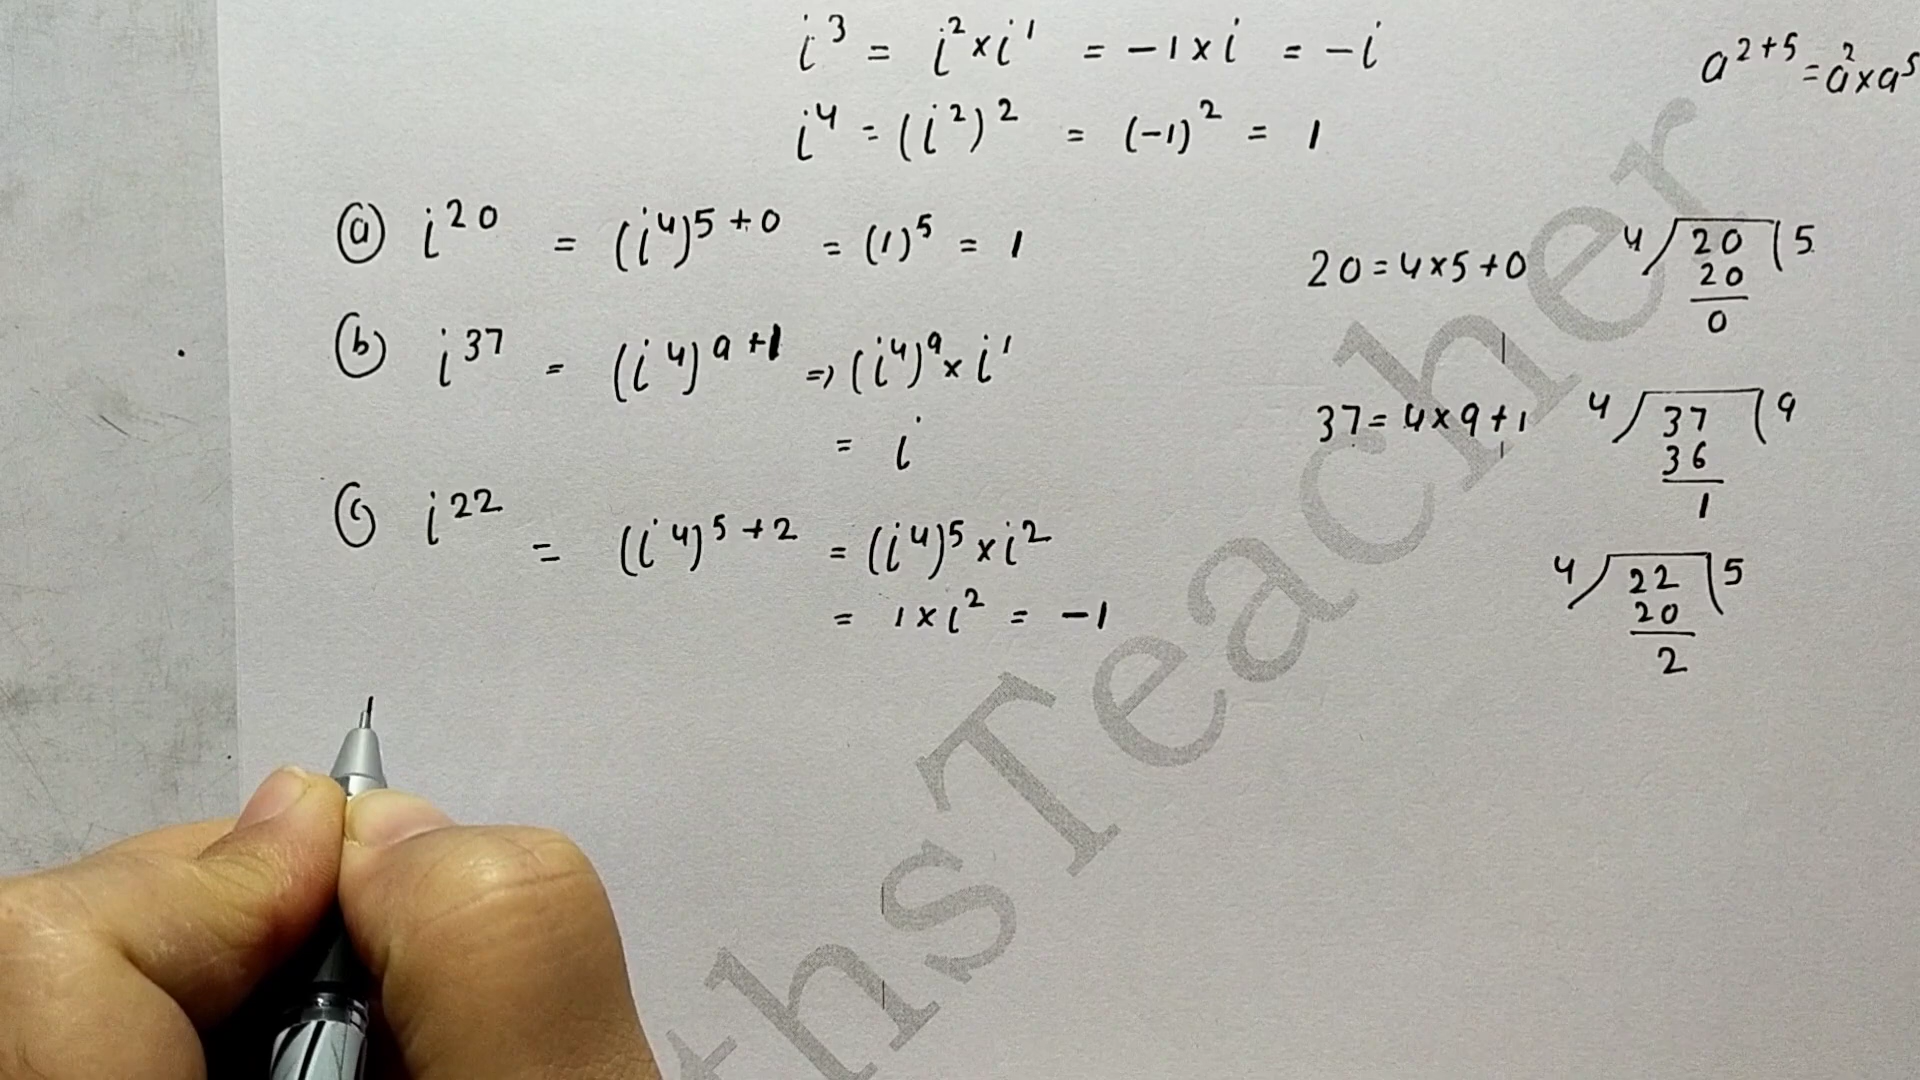 i³ = i² × i¹ = -1 × i = -i
a²⁺⁵ = a² × a⁵
i⁴ = (i²)² = (-1)² = 1
(a) i²⁰ = (i⁴)⁵⁺⁰ = (1)⁵ = 1
20 = 4 × 5 + 0
4 ) 20 ( 5
20
0
(b) i³⁷ = (i⁴)⁹⁺¹ => (i⁴)⁹ × i¹
= i
37 = 4 × 9 + 1
4 ) 37 ( 9
36
1
(c) i²² = (i⁴)⁵⁺² = (i⁴)⁵ × i²
= 1 × i² = -1
4 ) 22 ( 5
20
2
thsTeacher